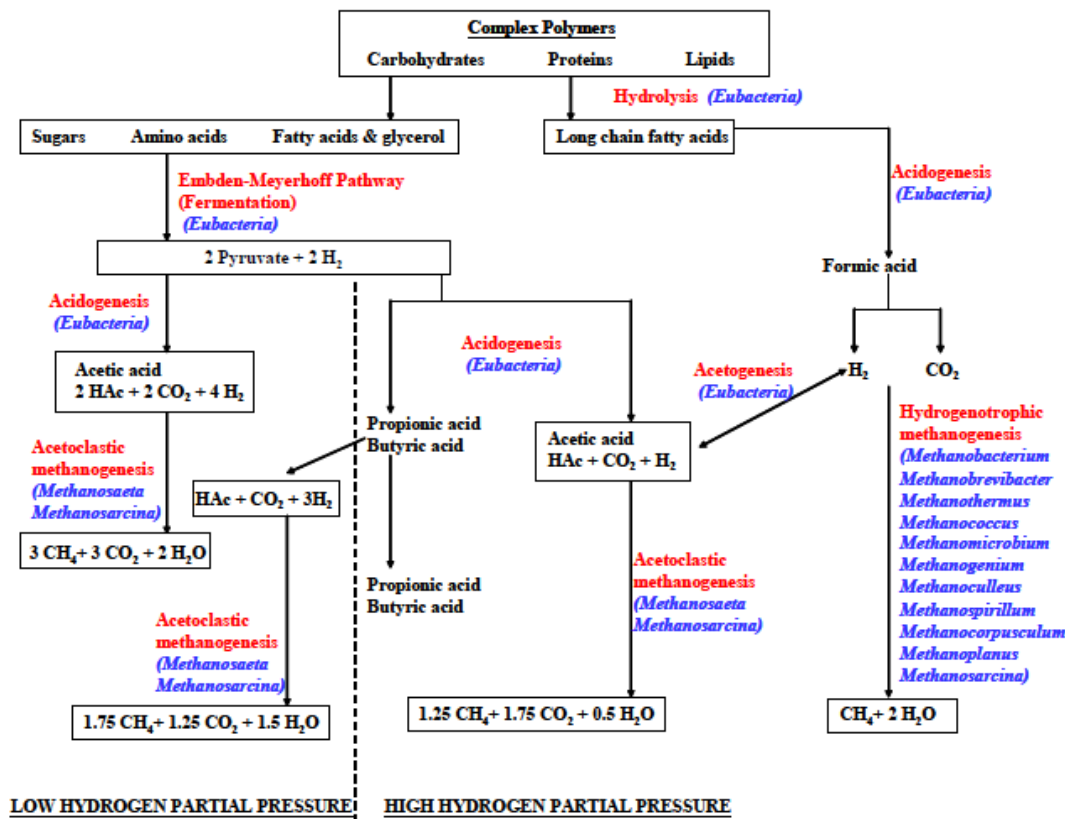 Complex Polymers
Carbohydrates Proteins Lipids
Hydrolysis (Eubacteria)
Sugars Amino acids Fatty acids & glycerol
Long chain fatty acids
Embden-Meyerhoff Pathway
(Fermentation)
(Eubacteria)
Acidogenesis
(Eubacteria)
2 Pyruvate + 2 H₂
Formic acid
Acidogenesis
(Eubacteria)
Acidogenesis
(Eubacteria)
Acetogenesis
(Eubacteria)
H₂ CO₂
Acetic acid
2 HAc + 2 CO₂ + 4 H₂
Propionic acid
Butyric acid
Acetic acid
HAc + CO₂ + H₂
Hydrogenotrophic
methanogenesis
(Methanobacterium
Methanobrevibacter
Methanothermus
Methanococcus
Methanomicrobium
Methanogenium
Methanoculleus
Methanospirillum
Methanocorpusculum
Methanoplanus
Methanosarcina)
Acetoclastic
methanogenesis
(Methanosaeta
Methanosarcina)
HAc + CO₂ + 3H₂
3 CH₄ + 3 CO₂ + 2 H₂O
Propionic acid
Butyric acid
Acetoclastic
methanogenesis
(Methanosaeta
Methanosarcina)
Acetoclastic
methanogenesis
(Methanosaeta
Methanosarcina)
1.75 CH₄ + 1.25 CO₂ + 1.5 H₂O
1.25 CH₄ + 1.75 CO₂ + 0.5 H₂O
CH₄ + 2 H₂O
LOW HYDROGEN PARTIAL PRESSURE
HIGH HYDROGEN PARTIAL PRESSURE